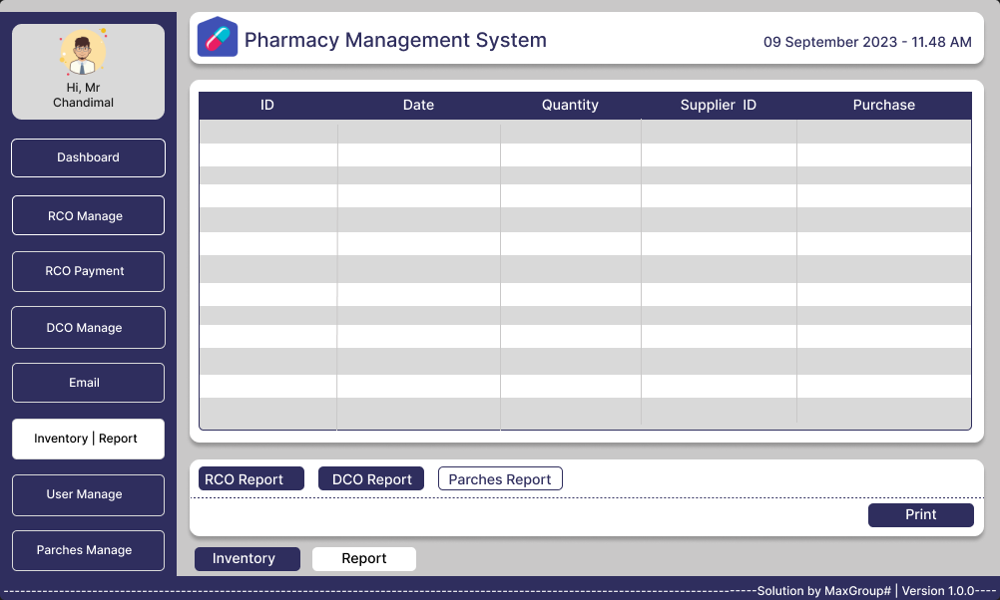 Hi, Mr
Chandimal
Dashboard
RCO Manage
RCO Payment
DCO Manage
Email
Inventory | Report
User Manage
Parches Manage
Pharmacy Management System
09 September 2023 - 11.48 AM
ID Date Quantity Supplier ID Purchase
RCO Report DCO Report Parches Report
Print
Inventory Report
Solution by MaxGroup# | Version 1.0.0